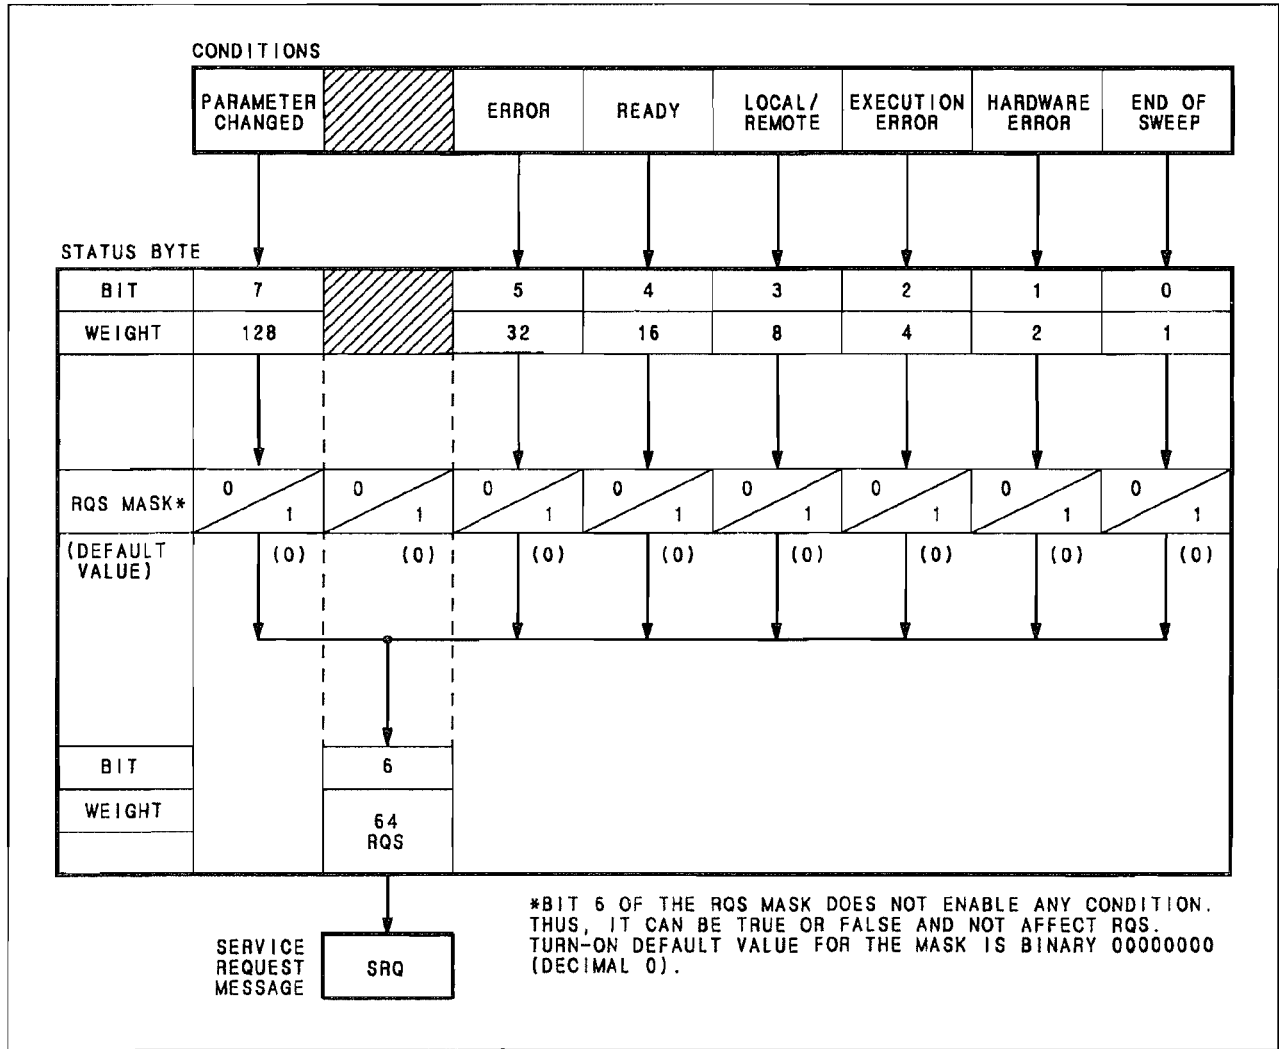 CONDITIONS
PARAMETER CHANGED
ERROR
READY
LOCAL/ REMOTE
EXECUTION ERROR
HARDWARE ERROR
END OF SWEEP
STATUS BYTE
BIT 7 5 4 3 2 1 0
WEIGHT 128 32 16 8 4 2 1
RQS MASK* 0 1 0 1 0 1 0 1 0 1 0 1 0 1 0 1
(DEFAULT VALUE) (0) (0) (0) (0) (0) (0) (0) (0)
BIT 6
WEIGHT 64
RQS
SERVICE
REQUEST
MESSAGE
SRQ
*BIT 6 OF THE RQS MASK DOES NOT ENABLE ANY CONDITION.
THUS, IT CAN BE TRUE OR FALSE AND NOT AFFECT RQS.
TURN-ON DEFAULT VALUE FOR THE MASK IS BINARY 00000000
(DECIMAL 0).